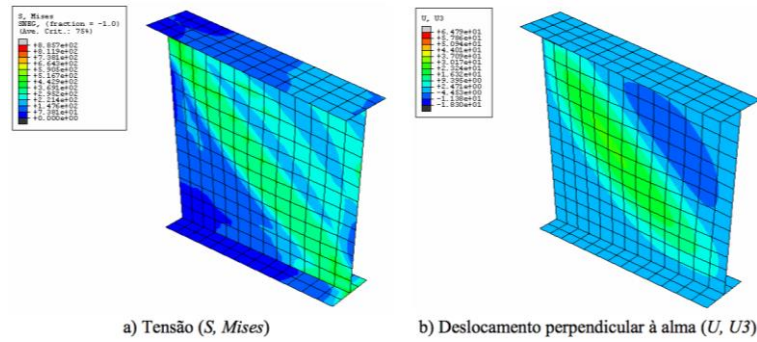 S, Mises
SNEG, (fraction = -1.0)
(Ave. Crit.: 75%)
+8.857e+02
+8.119e+02
+7.381e+02
+6.643e+02
+5.905e+02
+5.167e+02
+4.429e+02
+3.691e+02
+2.952e+02
+2.214e+02
+1.476e+02
+7.381e+01
+0.000e+00
U, U3
+6.479e+01
+5.786e+01
+5.094e+01
+4.401e+01
+3.709e+01
+3.017e+01
+2.324e+01
+1.632e+01
+9.395e+00
+2.471e+00
-4.453e+00
-1.138e+01
-1.830e+01
a) Tensão (S, Mises)
b) Deslocamento perpendicular à alma (U, U3)